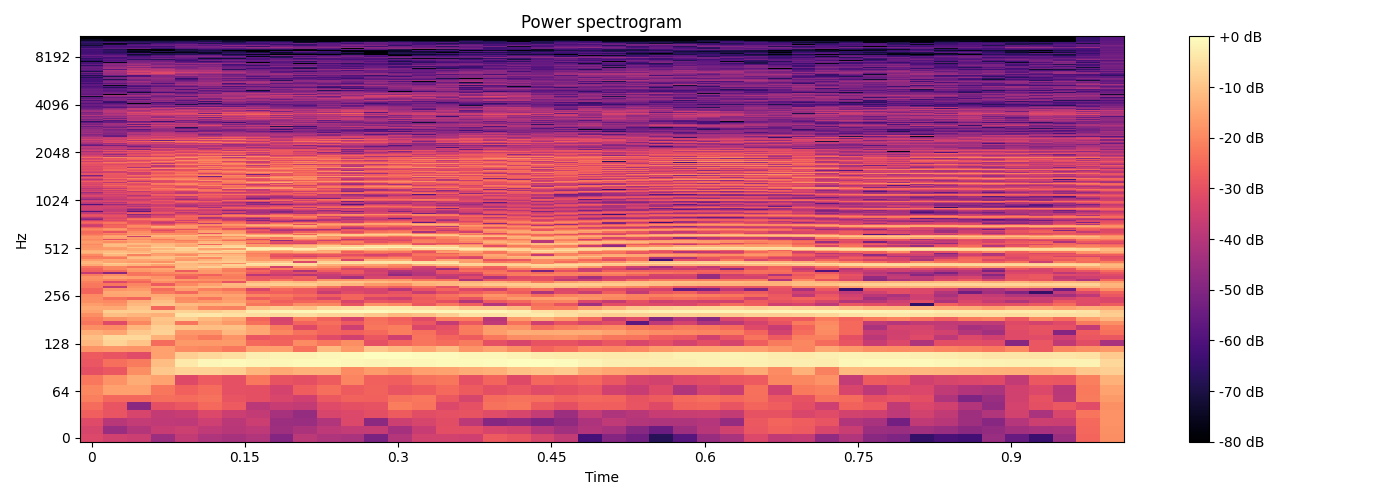 Power spectrogram
Hz
8192
4096
2048
1024
512
256
128
64
0
0 0.15 0.3 0.45 0.6 0.75 0.9
Time
+0 dB
-10 dB
-20 dB
-30 dB
-40 dB
-50 dB
-60 dB
-70 dB
-80 dB